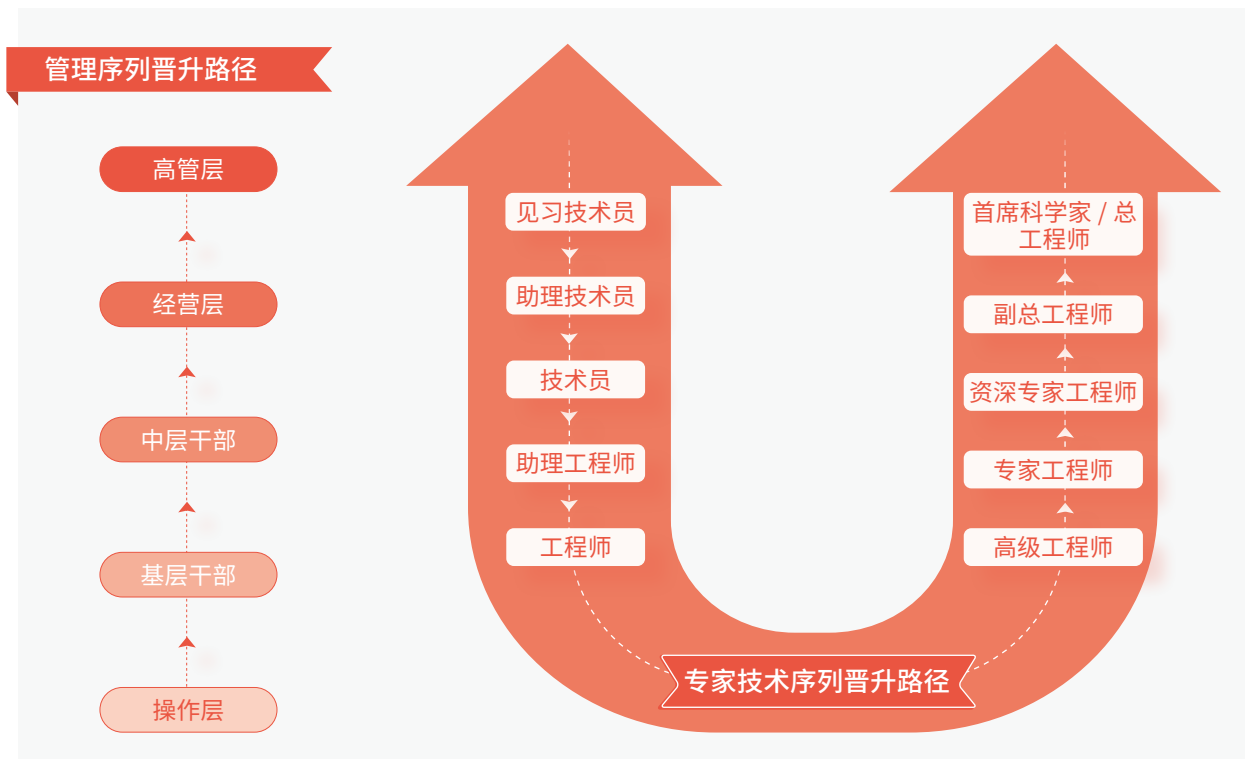 管理序列晋升路径
高管层
经营层
中层干部
基层干部
操作层
见习技术员
助理技术员
技术员
助理工程师
工程师
专家技术序列晋升路径
首席科学家 / 总
工程师
副总工程师
资深专家工程师
专家工程师
高级工程师